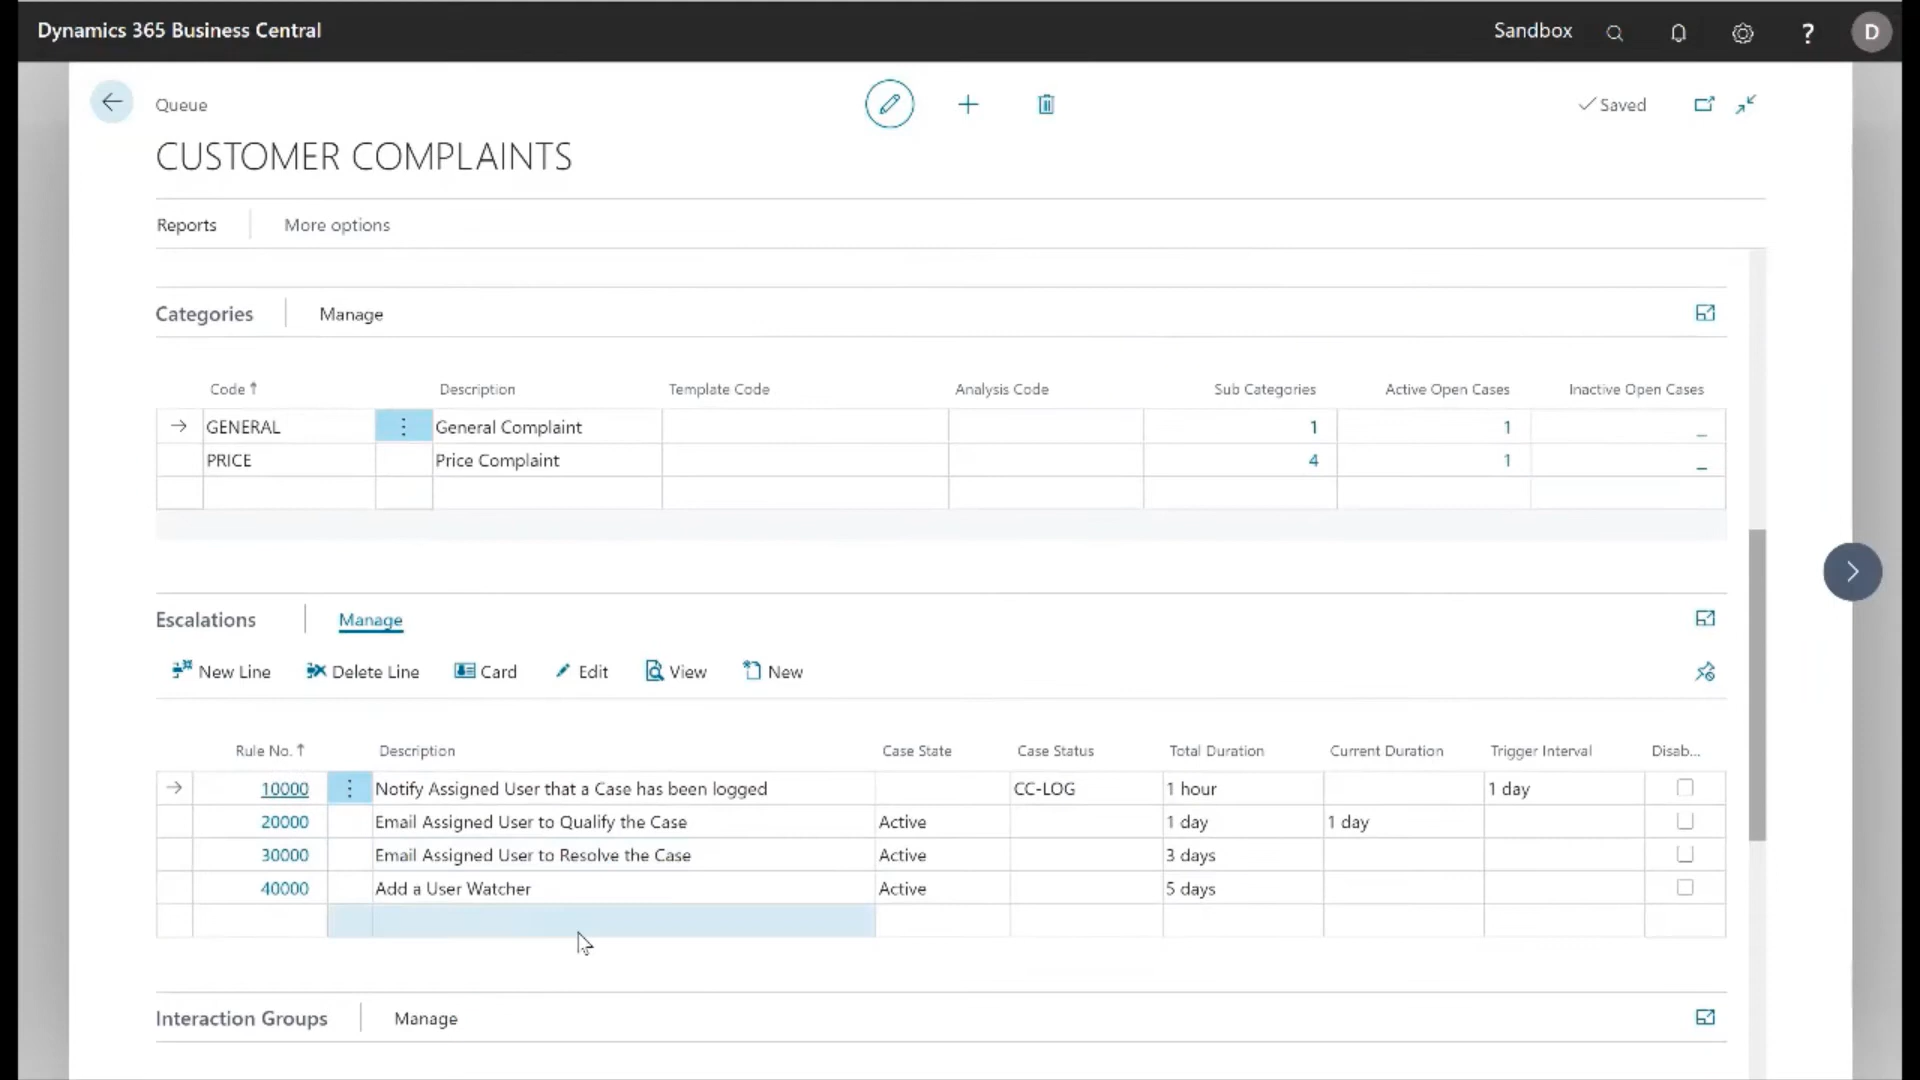 Dynamics 365 Business Central
Sandbox
?
D
Queue
Saved
CUSTOMER COMPLAINTS
Reports
More options
Categories
Manage
Code ↑ Description Template Code Analysis Code Sub Categories Active Open Cases Inactive Open Cases
GENERAL General Complaint 1 1 _
PRICE Price Complaint 4 1 _
Escalations
Manage
New Line Delete Line Card Edit View New
Rule No. ↑ Description Case State Case Status Total Duration Current Duration Trigger Interval Disab...
10000 Notify Assigned User that a Case has been logged CC-LOG 1 hour 1 day
20000 Email Assigned User to Qualify the Case Active 1 day 1 day
30000 Email Assigned User to Resolve the Case Active 3 days
40000 Add a User Watcher Active 5 days
Interaction Groups
Manage